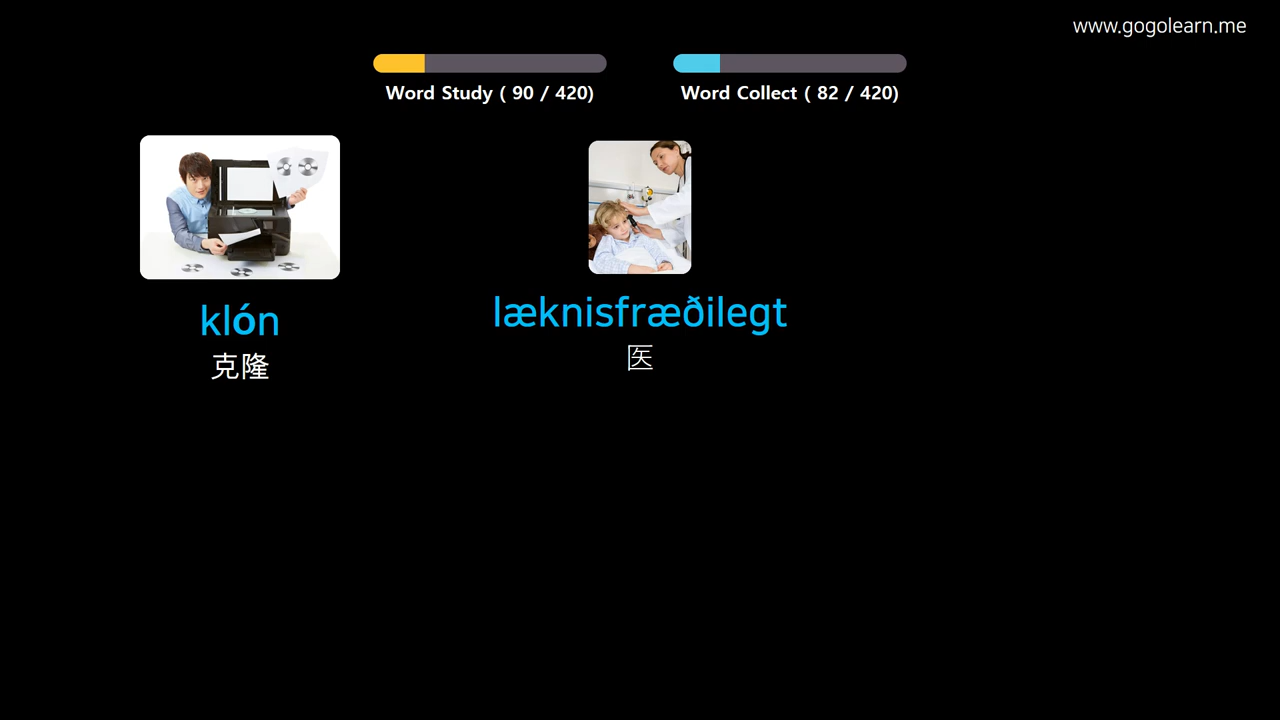 www.gogolearn.me
Word Study ( 90 / 420)
Word Collect ( 82 / 420)
klón
克隆
læknisfræðilegt
医